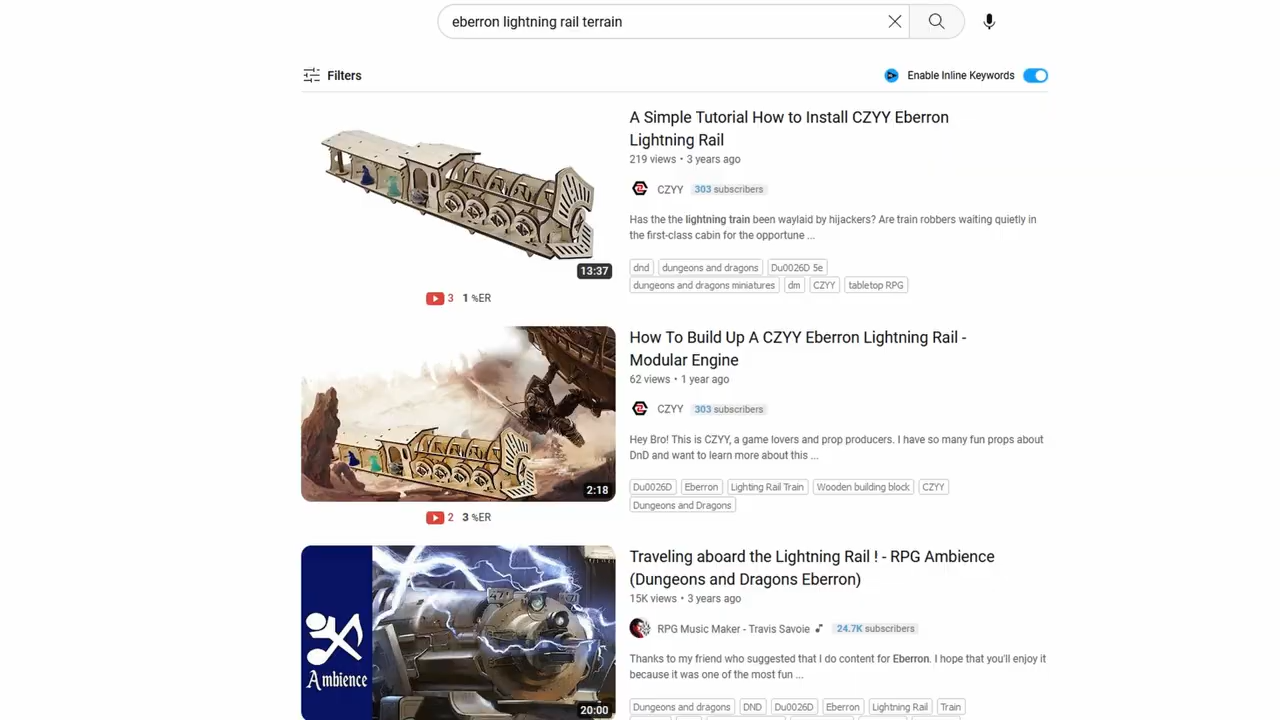 eberron lightning rail terrain
Filters
Enable Inline Keywords
A Simple Tutorial How to Install CZYY Eberron
Lightning Rail
219 views • 3 years ago
CZYY 303 subscribers
Has the the lightning train been waylaid by hijackers? Are train robbers waiting quietly in
the first-class cabin for the opportune ...
dnd dungeons and dragons Du0026D 5e
dungeons and dragons miniatures dm CZYY tabletop RPG
13:37
3 1 %ER
How To Build Up A CZYY Eberron Lightning Rail -
Modular Engine
62 views • 1 year ago
CZYY 303 subscribers
Hey Bro! This is CZYY, a game lovers and prop producers. I have so many fun props about
DnD and want to learn more about this ...
Du0026D Eberron Lighting Rail Train Wooden building block CZYY
Dungeons and Dragons
2:18
2 3 %ER
Traveling aboard the Lightning Rail ! - RPG Ambience
(Dungeons and Dragons Eberron)
15K views • 3 years ago
RPG Music Maker - Travis Savoie 24.7K subscribers
Thanks to my friend who suggested that I do content for Eberron. I hope that you'll enjoy it
because it was one of the most fun ...
Dungeons and dragons DND Du0026D Eberron Lightning Rail Train
Ambience
20:00